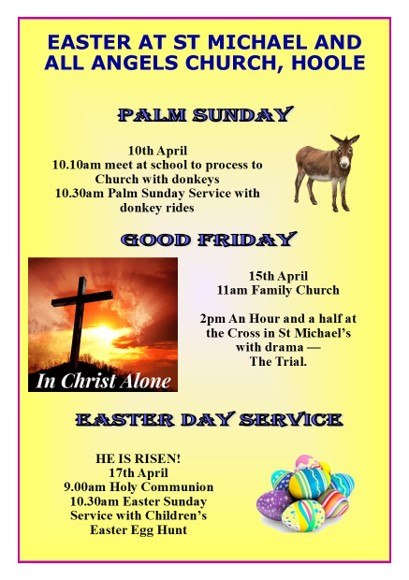 EASTER AT ST MICHAEL AND
ALL ANGELS CHURCH, HOOLE
PALM SUNDAY
10th April
10.10am meet at school to process to
Church with donkeys
10.30am Palm Sunday Service with
donkey rides
GOOD FRIDAY
In Christ Alone
15th April
11am Family Church
2pm An Hour and a half at
the Cross in St Michael's
with drama —
The Trial.
EASTER DAY SERVICE
HE IS RISEN!
17th April
9.00am Holy Communion
10.30am Easter Sunday
Service with Children's
Easter Egg Hunt